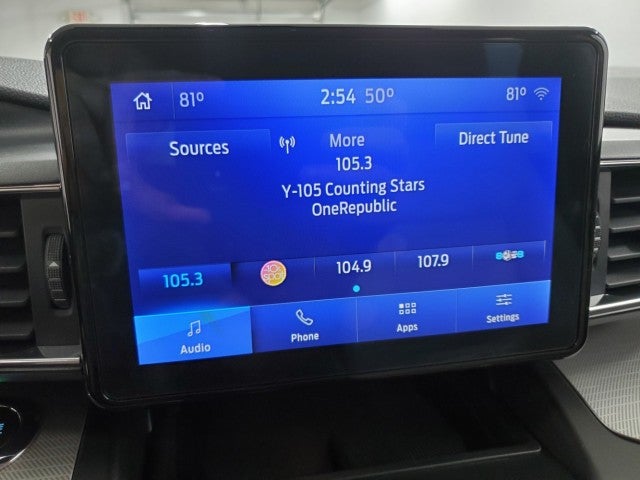 81° 2:54 50° 81°
Sources More Direct Tune
105.3
Y-105 Counting Stars
OneRepublic
105.3 104.9 107.9
Audio Phone Apps Settings